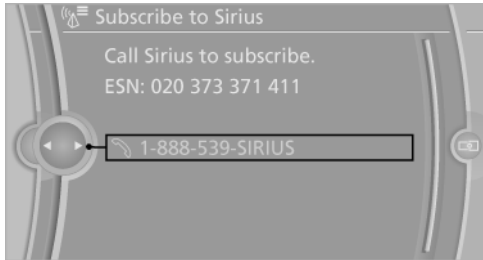 Subscribe to Sirius
Call Sirius to subscribe.
ESN: 020 373 371 411
1-888-539-SIRIUS